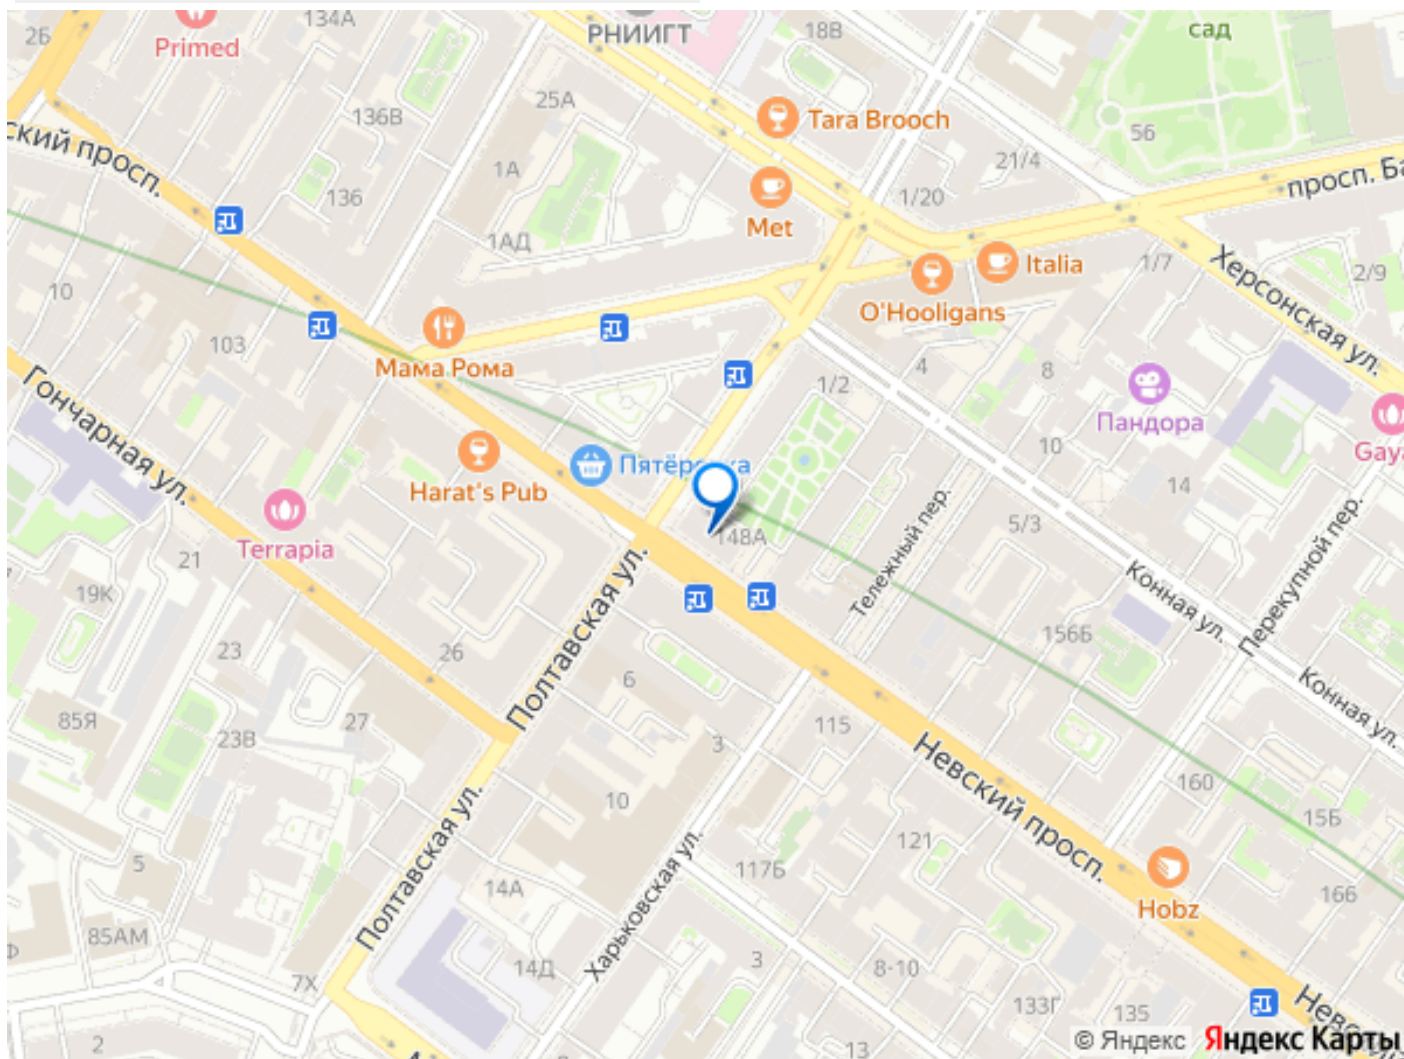 2Б
Primed
134А
РНИИГТ
18В
сад
25А
136В
Tara Brooch
56
ский просп.
136
1А
21/4
1/20
просп. Ба
Met
1АД
Italia
1/7
2/9
Херсонская ул.
10
O'Hooligans
103
Мама Рома
4
8
1/2
Пандора
Гончарная ул.
10
Gaya
Пятёрочка
Harat's Pub
14
Terrapia
148А
5/3
Тележный пер.
Перекупной пер.
21
19К
Полтавская ул.
Конная ул.
156Б
23
26
6
Конная ул.
85Я
27
23В
3
115
Невский просп.
160
10
15Б
Полтавская ул.
121
5
117Б
14А
Харьковская ул.
166
Hobz
85АМ
14Д
3
8-10
7Х
133Г
135
Невск
2
13
© Яндекс Яндекс Карты